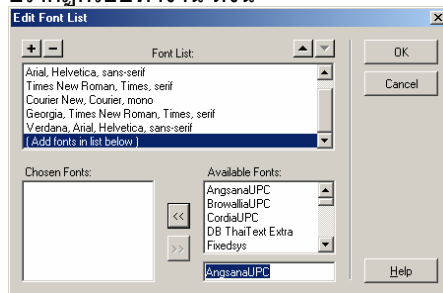 Edit Font List
Font List:
OK
Cancel
Arial, Helvetica, sans-serif
Times New Roman, Times, serif
Courier New, Courier, mono
Georgia, Times New Roman, Times, serif
Verdana, Arial, Helvetica, sans-serif
( Add fonts in list below )
Chosen Fonts:
Available Fonts:
AngsanaUPC
BrowalliaUPC
CordiaUPC
DB ThaiText Extra
Fixedsys
<<
>>
AngsanaUPC
Help